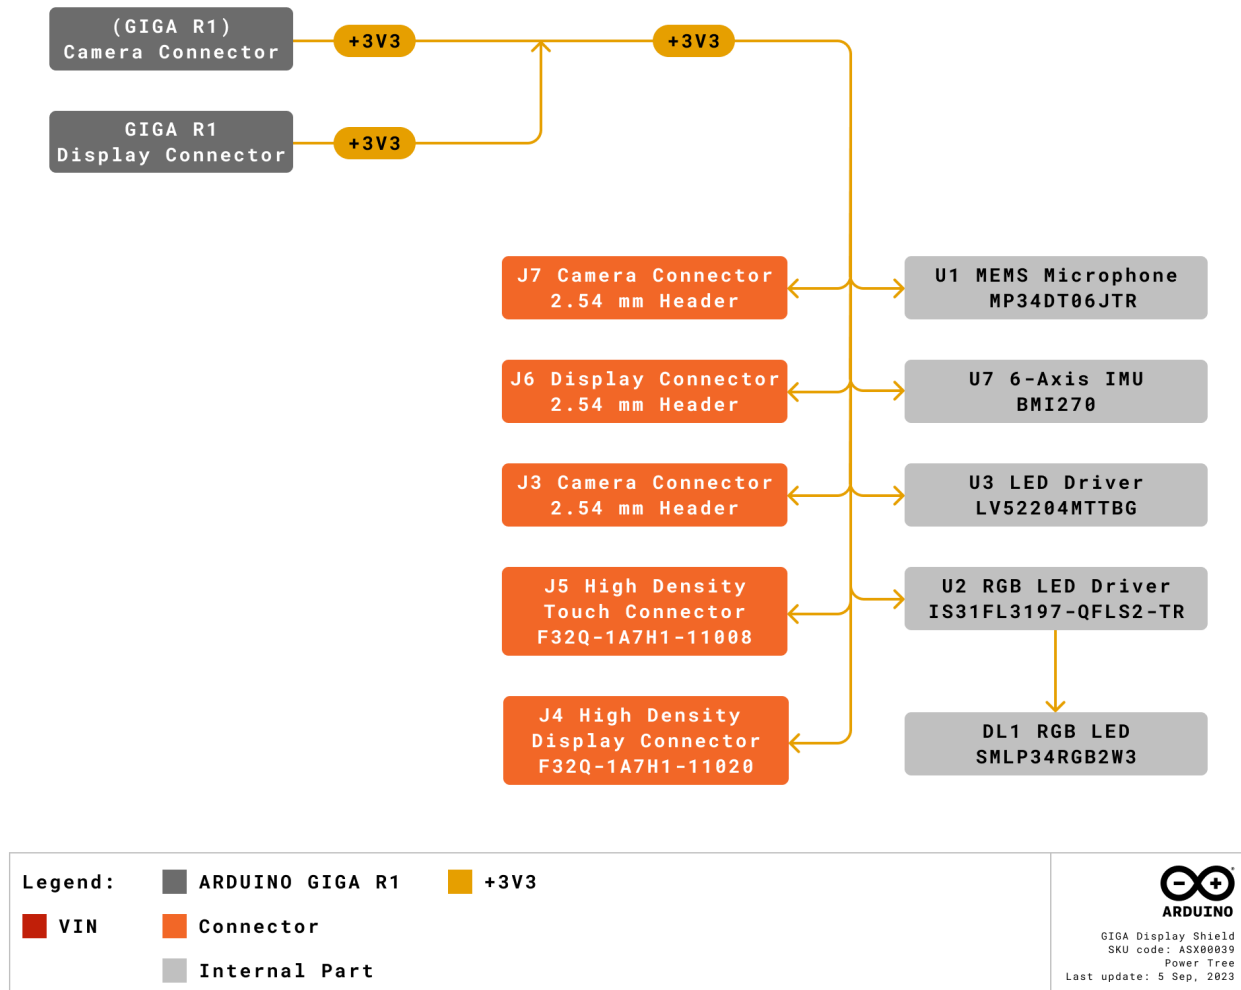 (GIGA R1)
Camera Connector
+3V3
+3V3
GIGA R1
Display Connector
+3V3
J7 Camera Connector
2.54 mm Header
U1 MEMS Microphone
MP34DT06JTR
J6 Display Connector
2.54 mm Header
U7 6-Axis IMU
BMI270
J3 Camera Connector
2.54 mm Header
U3 LED Driver
LV52204MTTBG
J5 High Density
Touch Connector
F32Q-1A7H1-11008
U2 RGB LED Driver
IS31FL3197-QFLS2-TR
J4 High Density
Display Connector
F32Q-1A7H1-11020
DL1 RGB LED
SMLP34RGB2W3
Legend:
ARDUINO GIGA R1
+3V3
VIN
Connector
Internal Part
ARDUINO
GIGA Display Shield
SKU code: ASX00039
Power Tree
Last update: 5 Sep, 2023